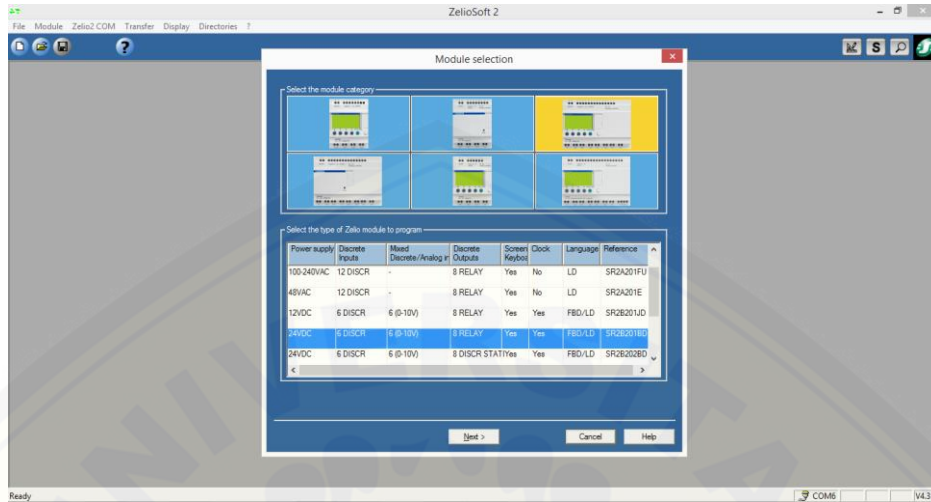 ZelioSoft 2
File Module Zelio2 COM Transfer Display Directories ?
Module selection
Select the module category
Select the type of Zelio module to program
Power supply Discrete Inputs Mixed Discrete/Analog in Discrete Outputs Screen Keyboa Clock Language Reference
100-240VAC 12 DISCR - 8 RELAY Yes No LD SR2A201FU
48VAC 12 DISCR - 8 RELAY Yes No LD SR2A201E
12VDC 6 DISCR 6 (0-10V) 8 RELAY Yes Yes FBD/LD SR2B201JD
24VDC 6 DISCR 6 (0-10V) 8 RELAY Yes Yes FBD/LD SR2B201BD
24VDC 6 DISCR 6 (0-10V) 8 DISCR STATI Yes Yes FBD/LD SR2B202BD
Next > Cancel Help
Ready COM6 V4.3